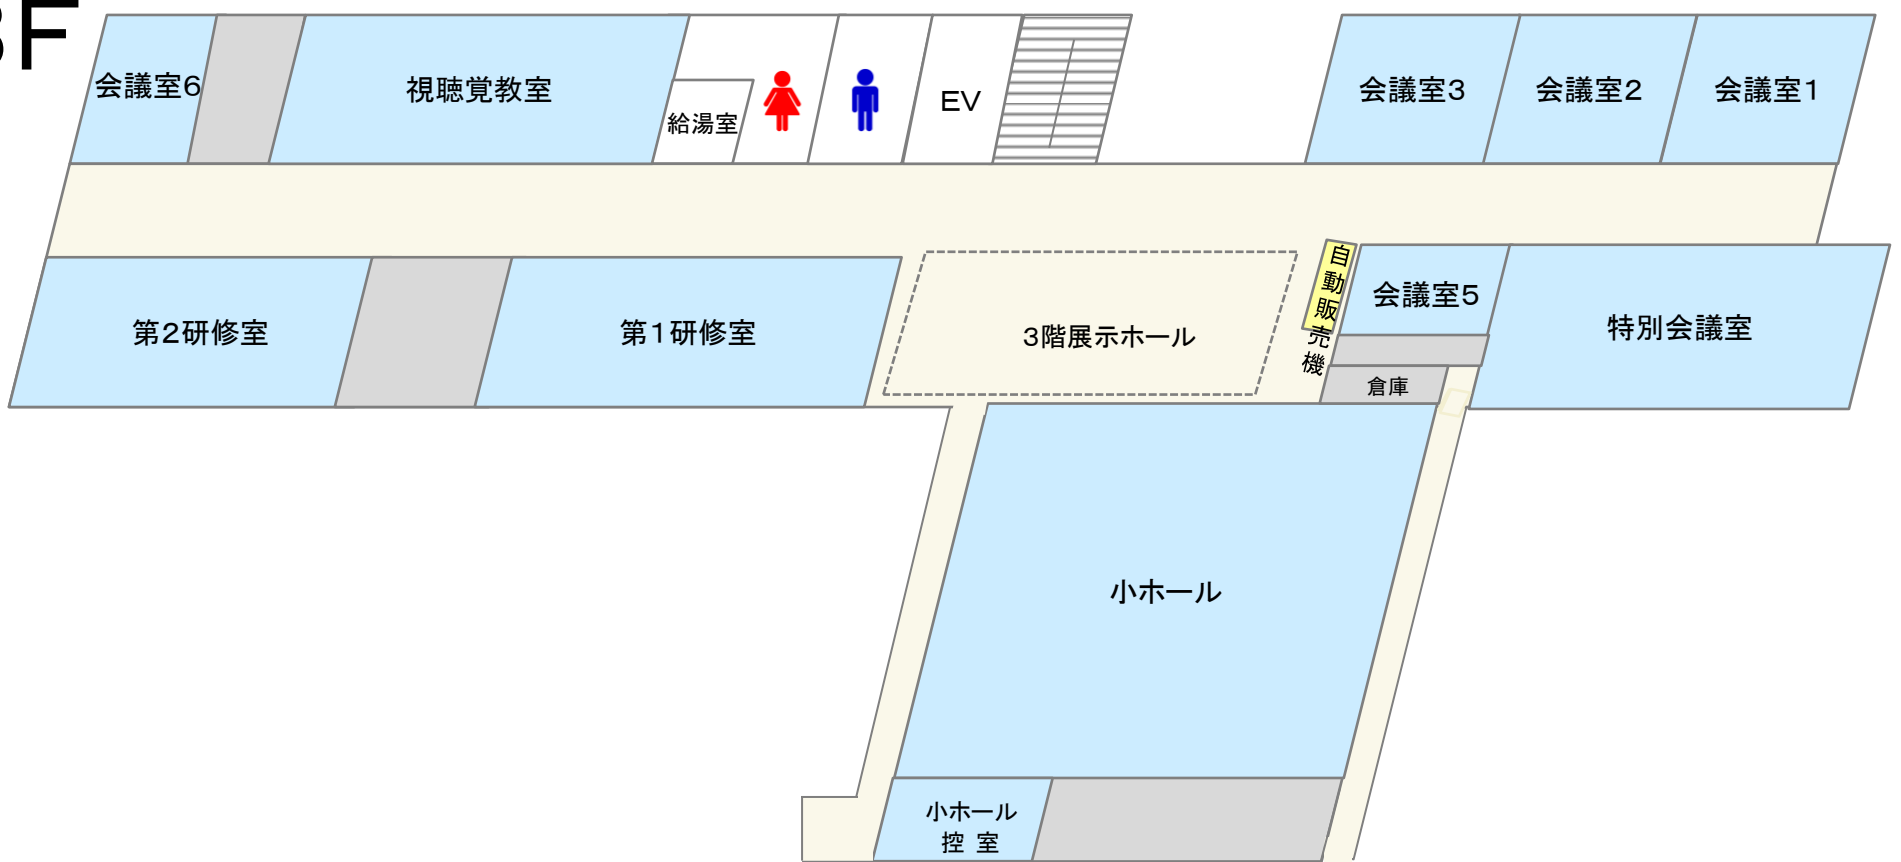 3F
会議室6
視聴覚教室
給湯室
EV
会議室3
会議室2
会議室1
第2研修室
第1研修室
3階展示ホール
自動販売機
会議室5
倉庫
特別会議室
小ホール
小ホール
控 室